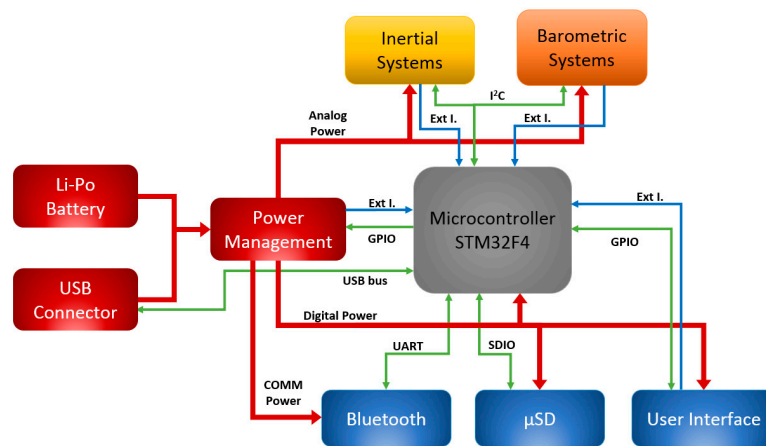 Inertial
Systems
Barometric
Systems
I²C
Analog
Power
Ext I.
Ext I.
Li-Po
Battery
Power
Management
Ext I.
GPIO
Microcontroller
STM32F4
Ext I.
GPIO
USB
Connector
USB bus
Digital Power
UART
SDIO
COMM
Power
Bluetooth
µSD
User Interface